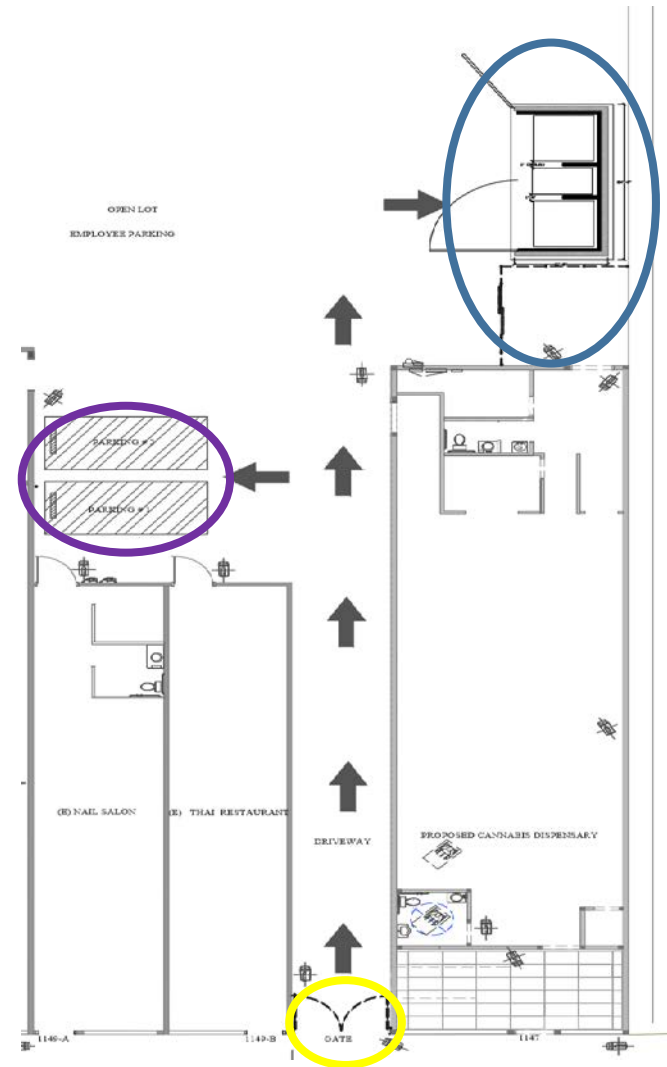 OPEN LOT
EMPLOYEE PARKING
PARKING # 2
PARKING # 1
(E) NAIL SALON
(E) THAI RESTAURANT
DRIVEWAY
PROPOSED CANNABIS DISPENSARY
1149-A
1149-B
GATE
1147